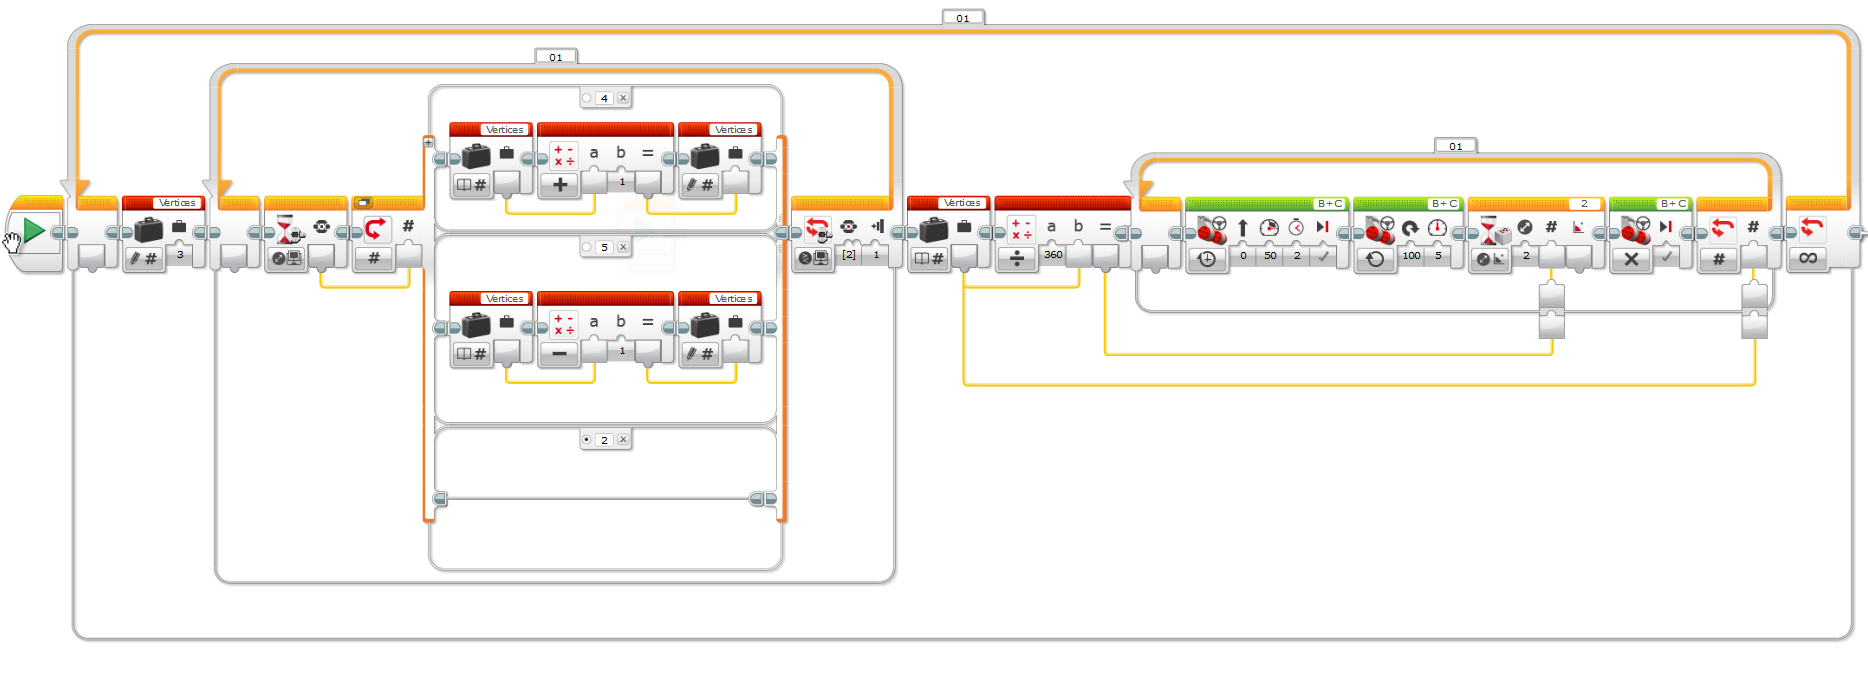 01
01
4
Vertices
Vertices
a b =
#
+
1
#
01
Vertices
#
3
#
#
5
[2] 1
Vertices
#
a b =
÷
360
B+C
0 50 2
B+C
100 5
2
#
2
B+C
#
#
∞
Vertices
Vertices
a b =
#
−
1
#
2